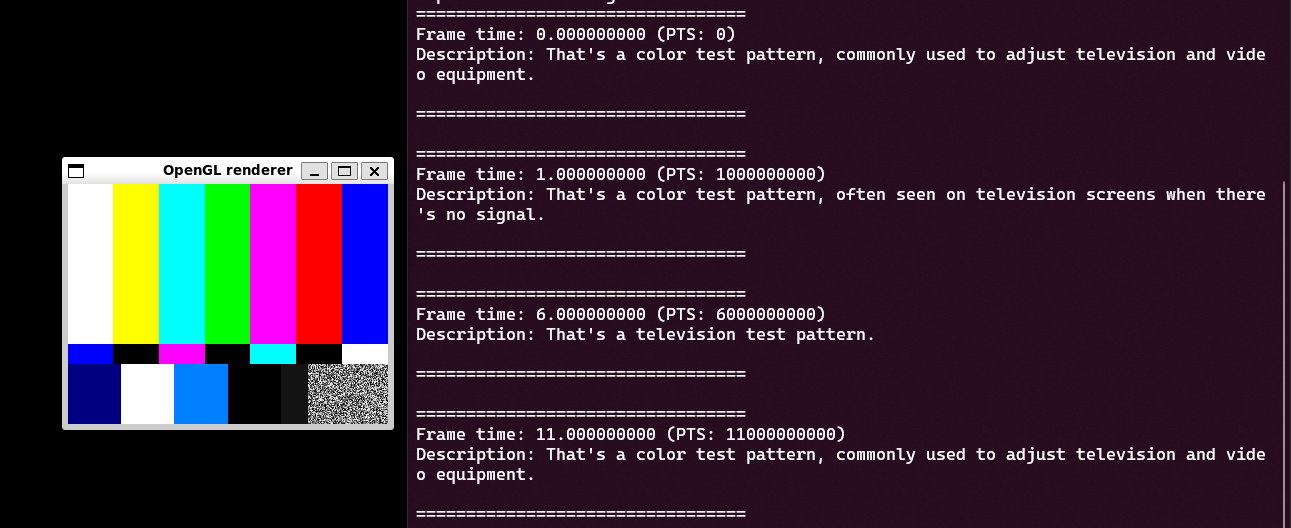 OpenGL renderer
================================= 
Frame time: 0.000000000 (PTS: 0)
Description: That's a color test pattern, commonly used to adjust television and vide
o equipment.
=================================
=================================
Frame time: 1.000000000 (PTS: 1000000000)
Description: That's a color test pattern, often seen on television screens when there
's no signal.
=================================
=================================
Frame time: 6.000000000 (PTS: 6000000000)
Description: That's a television test pattern.
=================================
=================================
Frame time: 11.000000000 (PTS: 11000000000)
Description: That's a color test pattern, commonly used to adjust television and vide
o equipment.
=================================